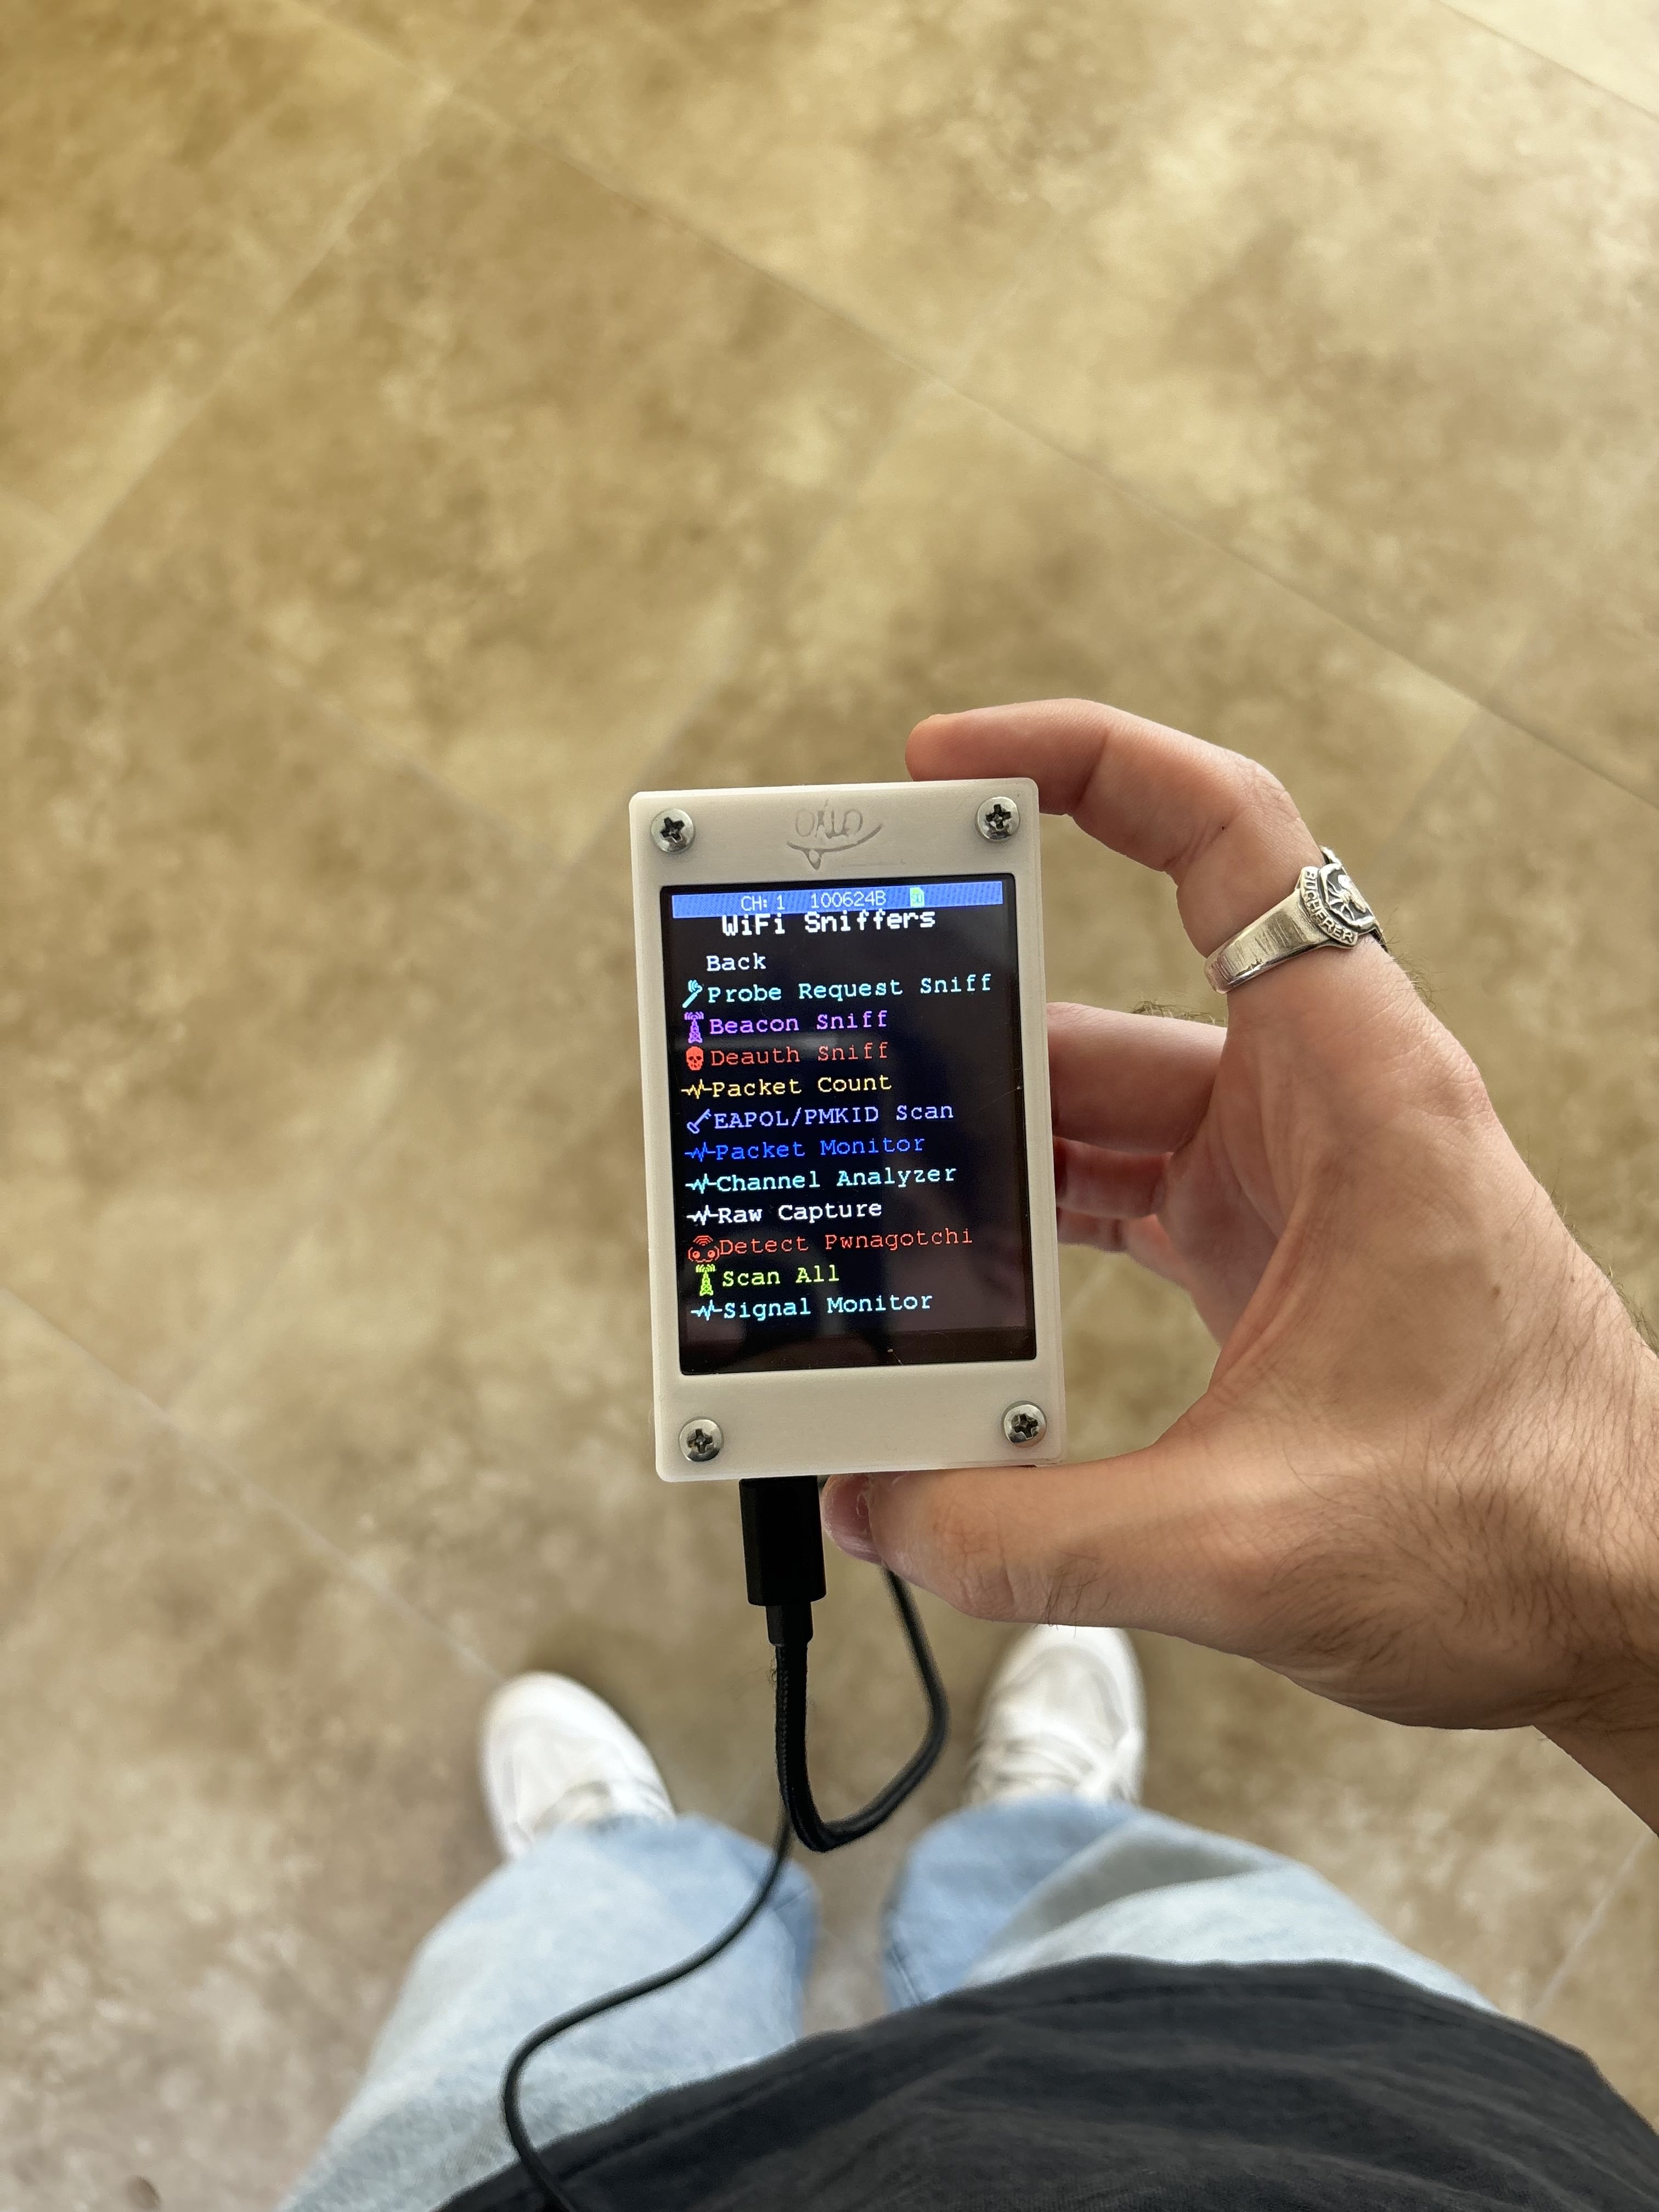 CH: 1 100624B
WiFi Sniffers
Back
Probe Request Sniff
Beacon Sniff
Deauth Sniff
Packet Count
EAPOL/PMKID Scan
Packet Monitor
Channel Analyzer
Raw Capture
Detect Pwnagotchi
Scan All
Signal Monitor
BUCHERER